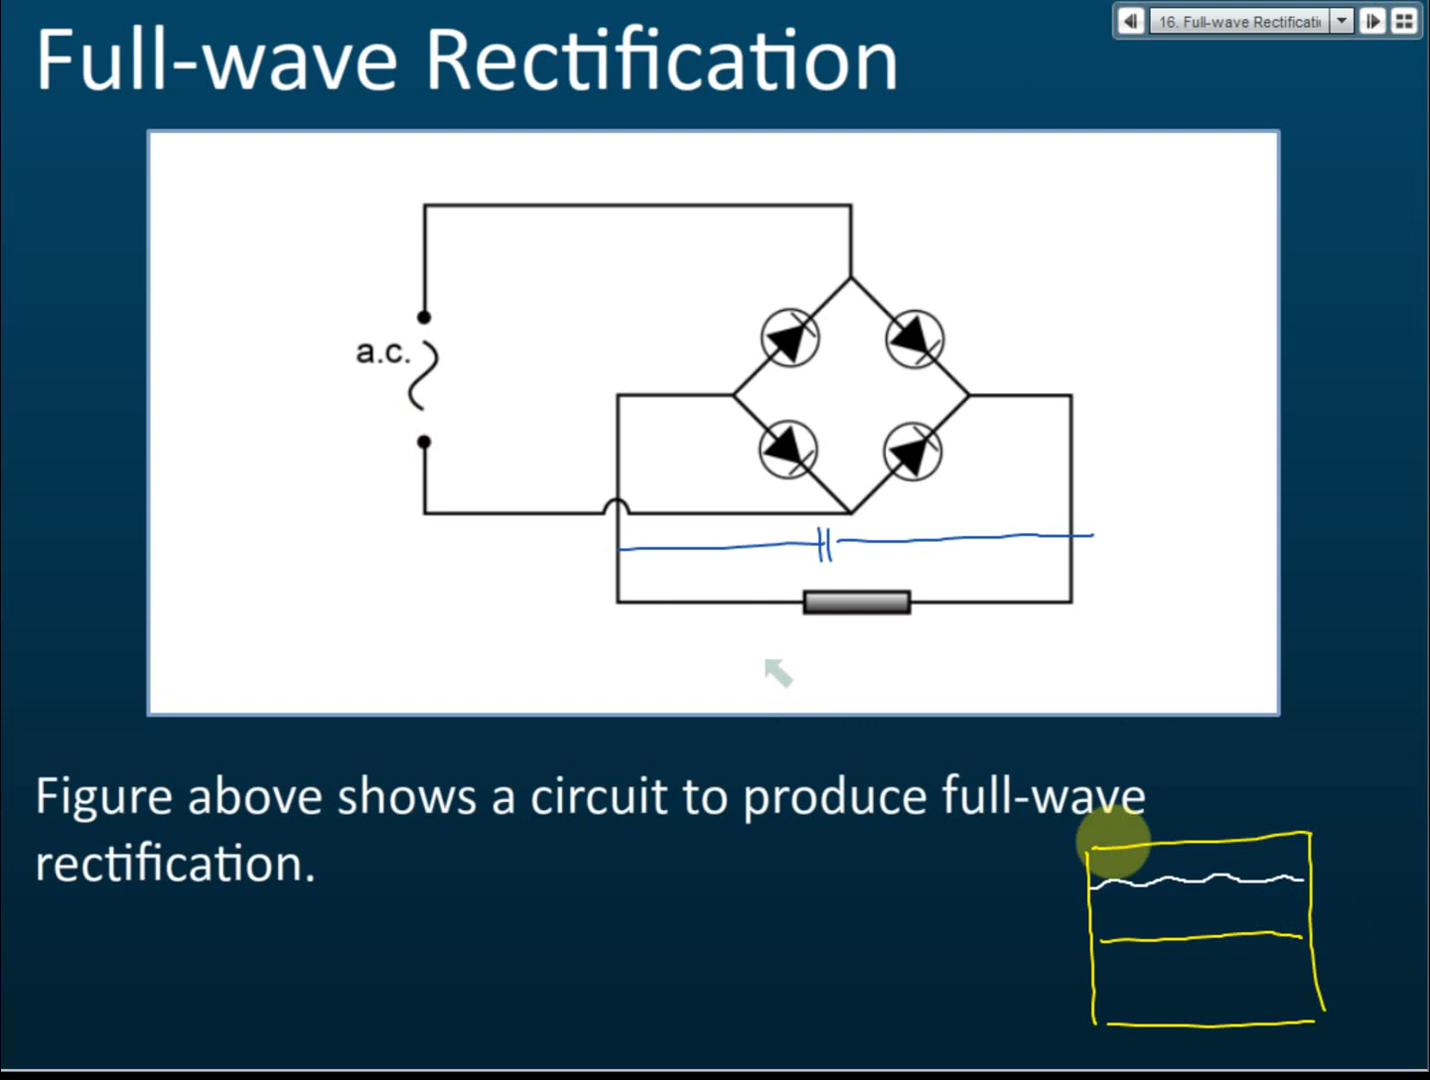 Full-wave Rectification
16. Full-wave Rectificati
a.c.
Figure above shows a circuit to produce full-wave
rectification.